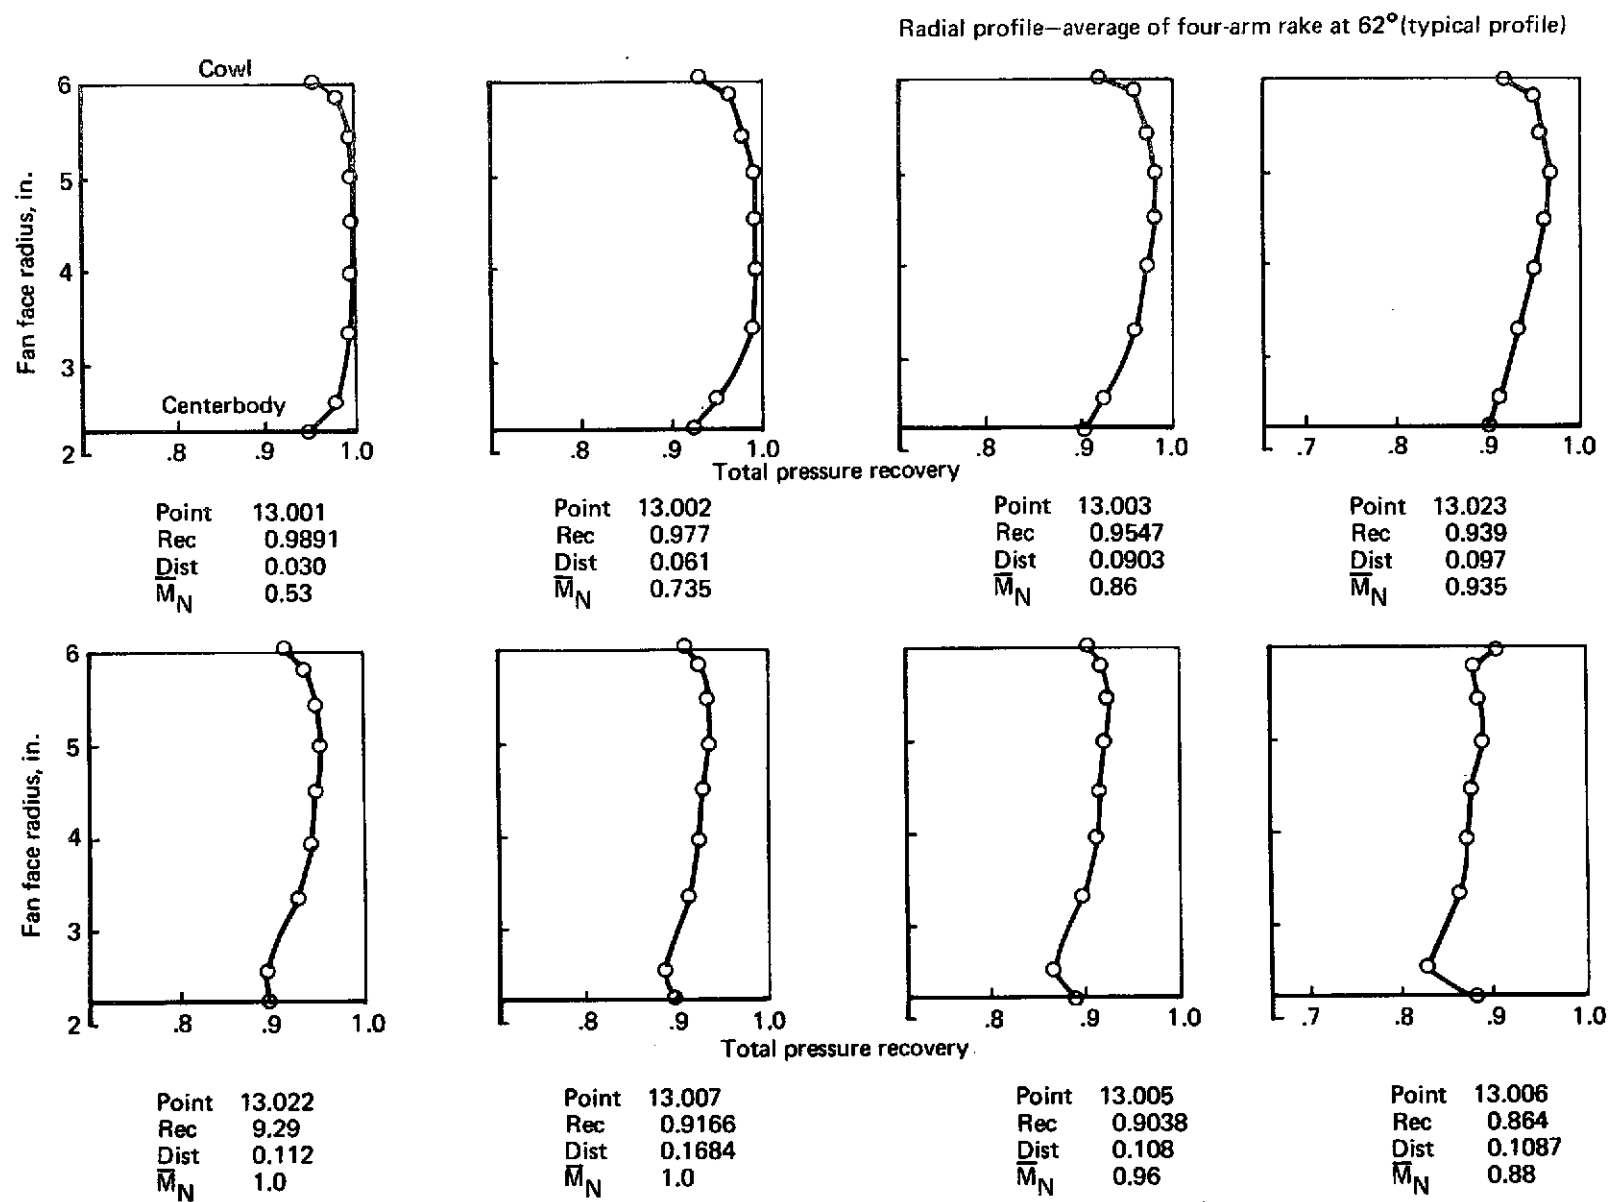 Radial profile—average of four-arm rake at 62° (typical profile)
Cowl
6
5
4
3
2
Fan face radius, in.
Centerbody
.8 .9 1.0
.8 .9 1.0
.8 .9 1.0
.7 .8 .9 1.0
Total pressure recovery
Point 13.001
Rec 0.9891
Dist 0.030
M̅N 0.53
Point 13.002
Rec 0.977
Dist 0.061
M̅N 0.735
Point 13.003
Rec 0.9547
Dist 0.0903
M̅N 0.86
Point 13.023
Rec 0.939
Dist 0.097
M̅N 0.935
6
5
4
3
2
Fan face radius, in.
.8 .9 1.0
.8 .9 1.0
.8 .9 1.0
.7 .8 .9 1.0
Total pressure recovery
Point 13.022
Rec 9.29
Dist 0.112
M̅N 1.0
Point 13.007
Rec 0.9166
Dist 0.1684
M̅N 1.0
Point 13.005
Rec 0.9038
Dist 0.108
M̅N 0.96
Point 13.006
Rec 0.864
Dist 0.1087
M̅N 0.88